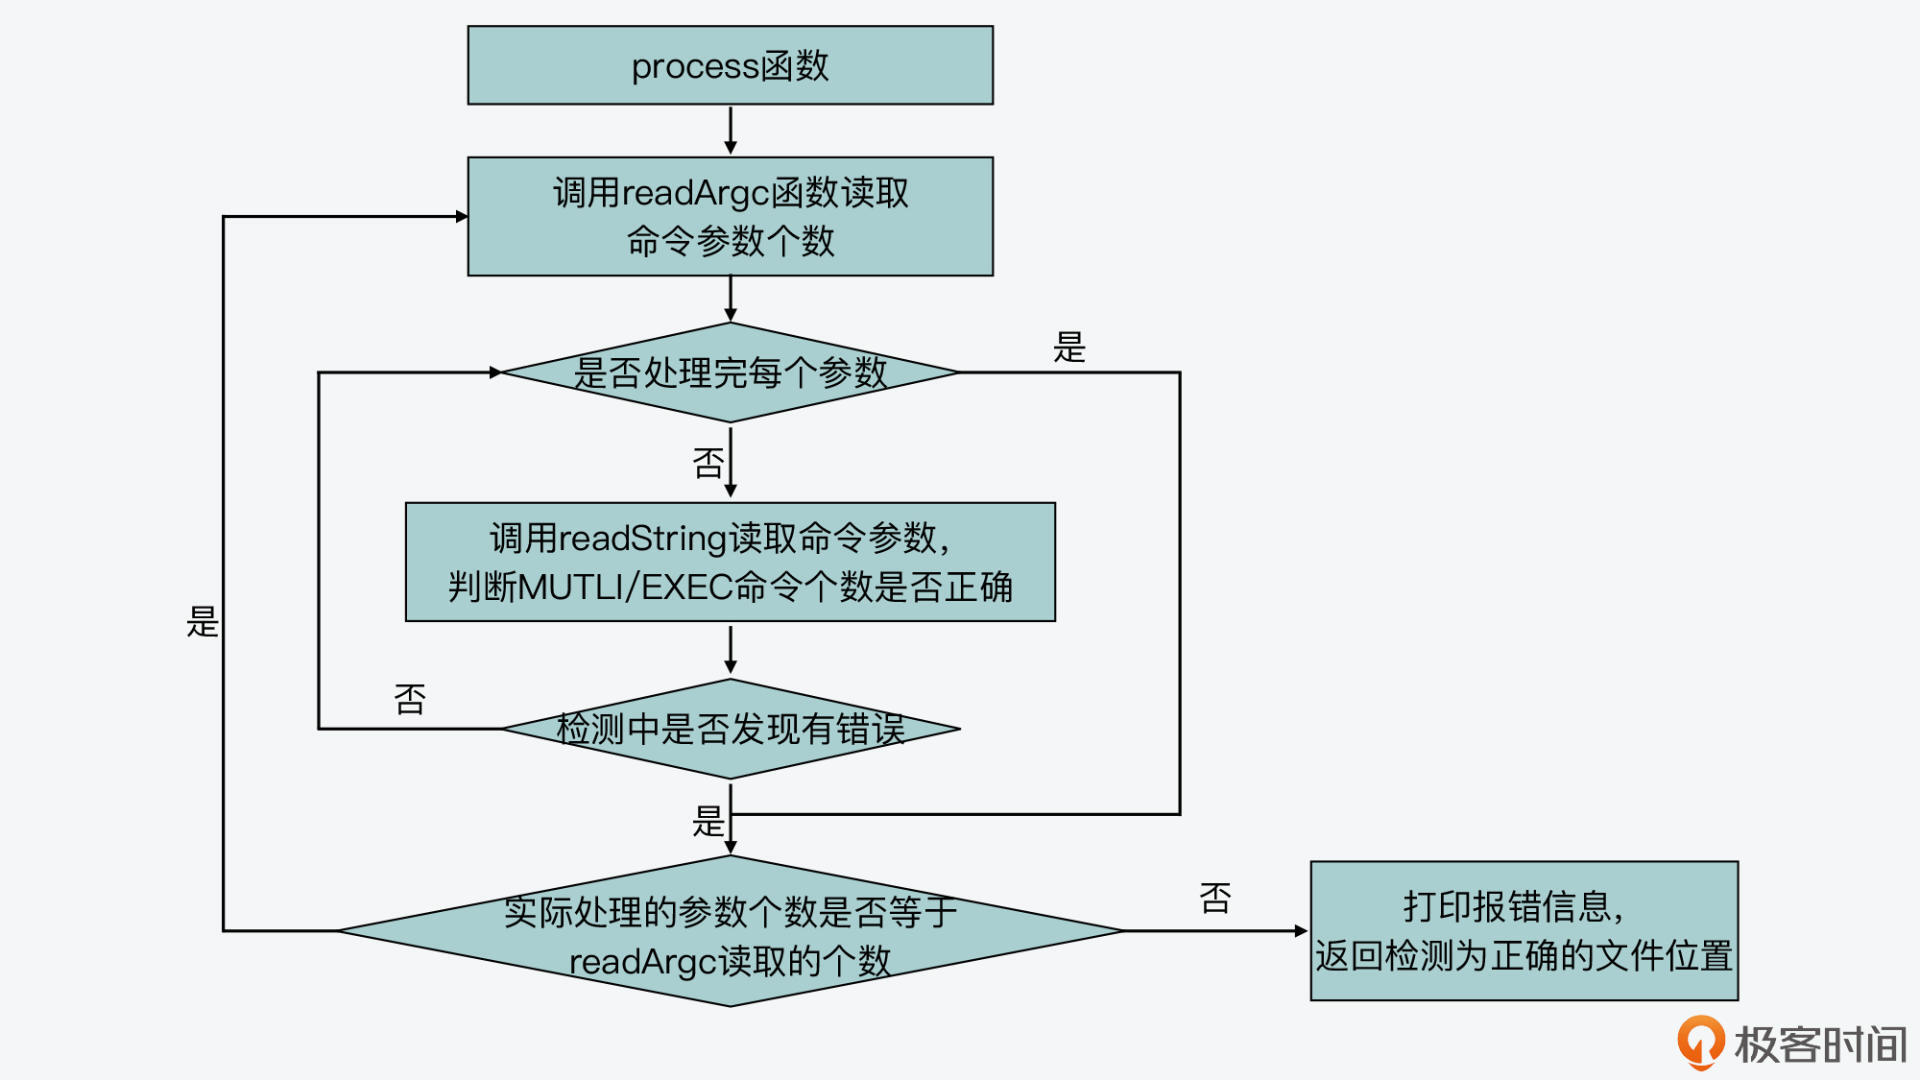 process函数
调用readArgc函数读取
命令参数个数
是否处理完每个参数
是
否
调用readString读取命令参数，
判断MUTLI/EXEC命令个数是否正确
是
否
检测中是否发现有错误
是
实际处理的参数个数是否等于
readArgc读取的个数
否
打印报错信息，
返回检测为正确的文件位置
极客时间